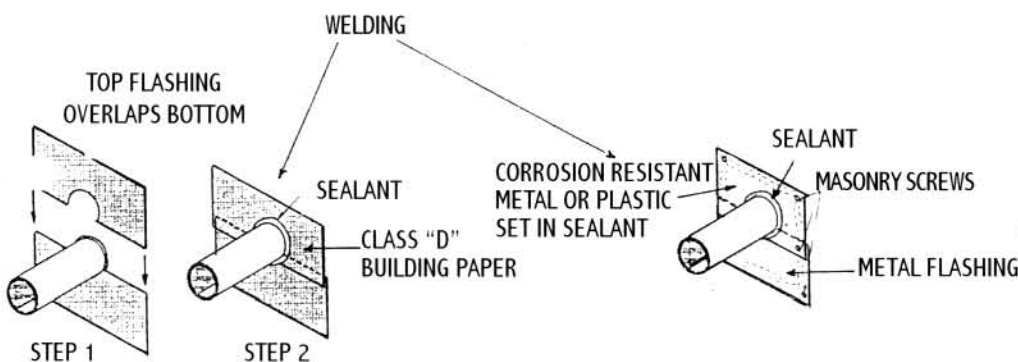 WELDING
TOP FLASHING
OVERLAPS BOTTOM
SEALANT
CLASS “D”
BUILDING PAPER
STEP 1
STEP 2
SEALANT
CORROSION RESISTANT
METAL OR PLASTIC
SET IN SEALANT
MASONRY SCREWS
METAL FLASHING